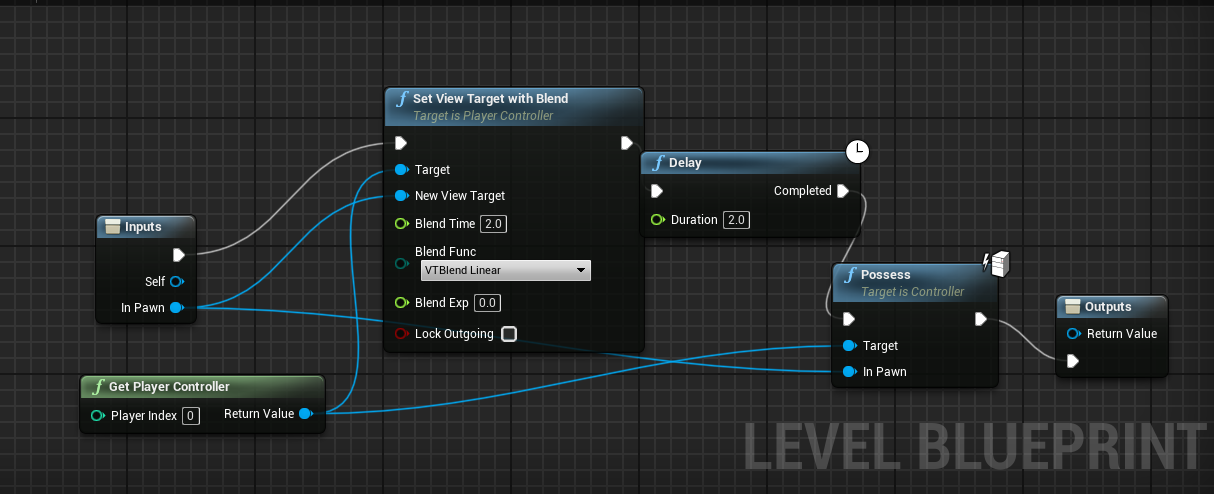 Set View Target with Blend
Target is Player Controller
Target
New View Target
Blend Time 2.0
Blend Func
VTBlend Linear
Blend Exp 0.0
Lock Outgoing
Delay
Completed
Duration 2.0
Inputs
Self
In Pawn
Possess
Target is Controller
Target
In Pawn
Outputs
Return Value
Get Player Controller
Player Index 0 Return Value
LEVEL BLUEPRINT